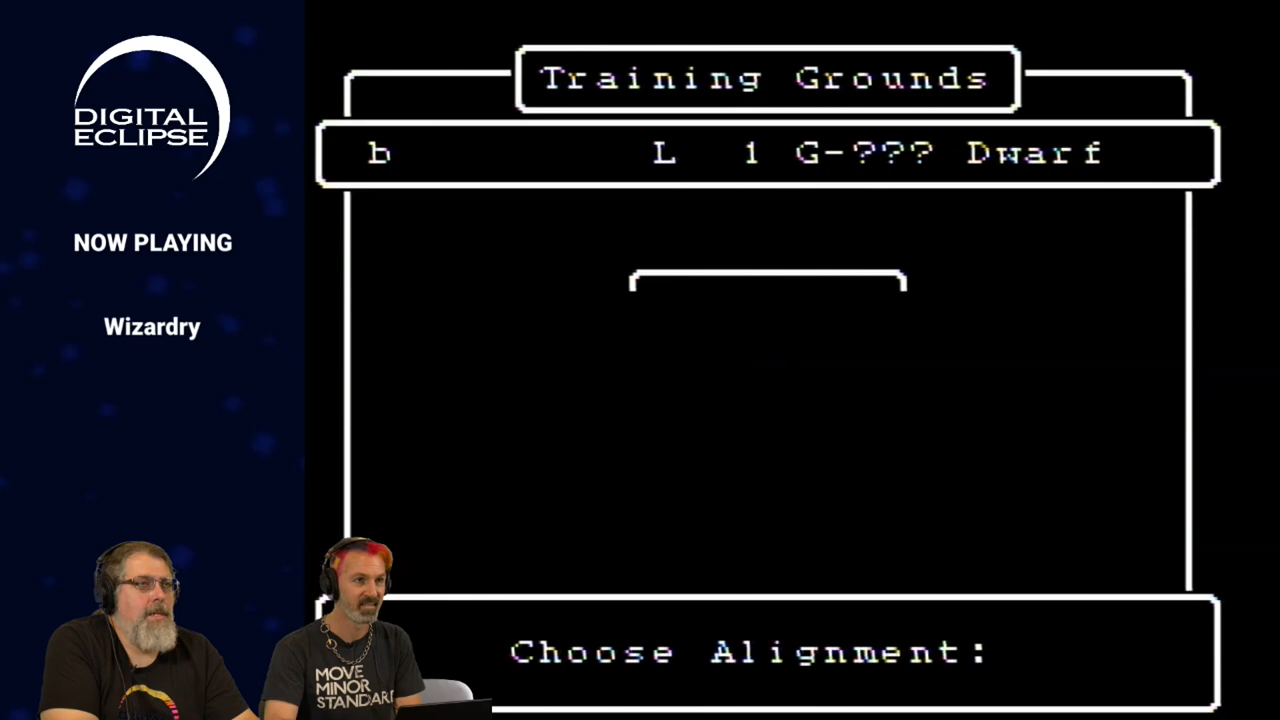 DIGITAL
ECLIPSE
NOW PLAYING
Wizardry
Training Grounds
b L 1 G-??? Dwarf
Choose Alignment:
MOVE
MINOR
STANDARD